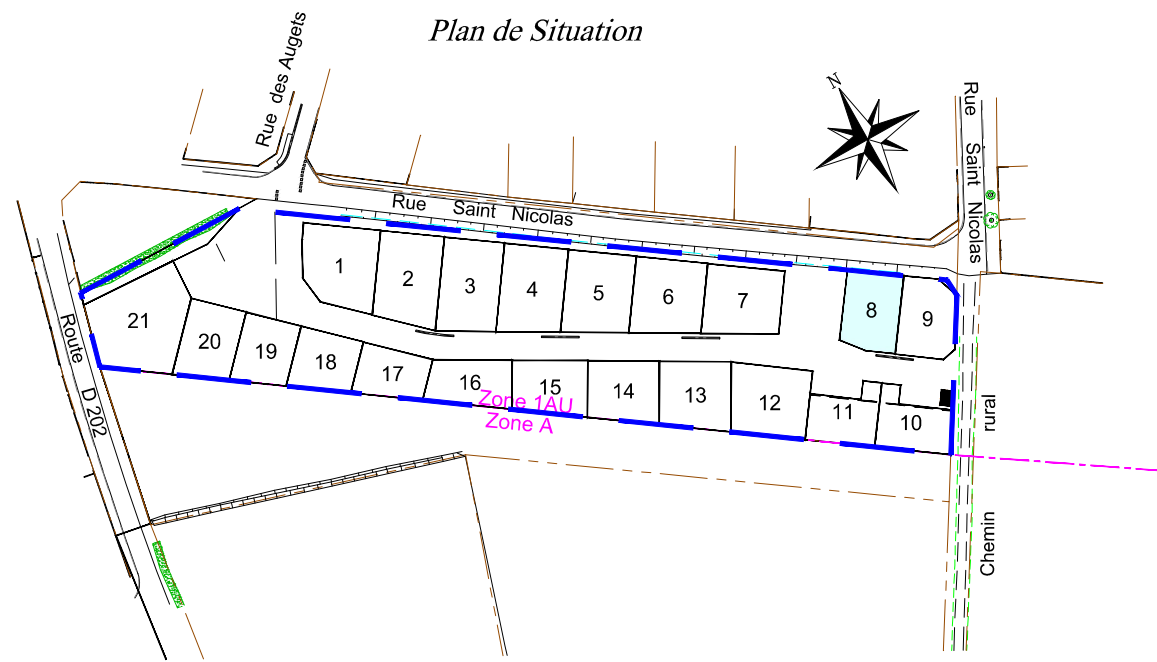 Plan de Situation
Rue des Augets
N
Rue Saint Nicolas
Rue Saint Nicolas
1
2
3
4
5
6
7
8
9
21
20
19
18
17
16
15
14
13
12
11
10
Zone 1AU
Zone A
Route D 202
Chemin rural